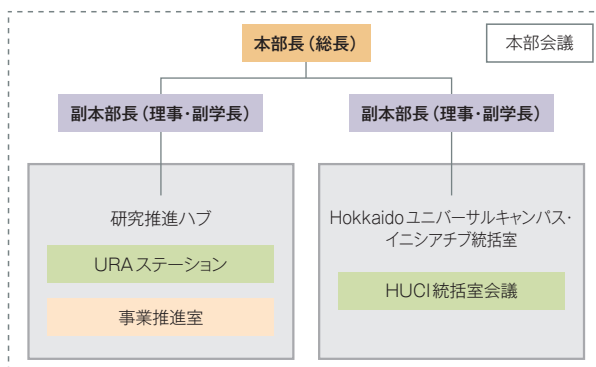 本部長（総長）
本部会議
副本部長（理事・副学長）
副本部長（理事・副学長）
研究推進ハブ
URAステーション
事業推進室
Hokkaidoユニバーサルキャンパス・
イニシアチブ統括室
HUCI統括室会議